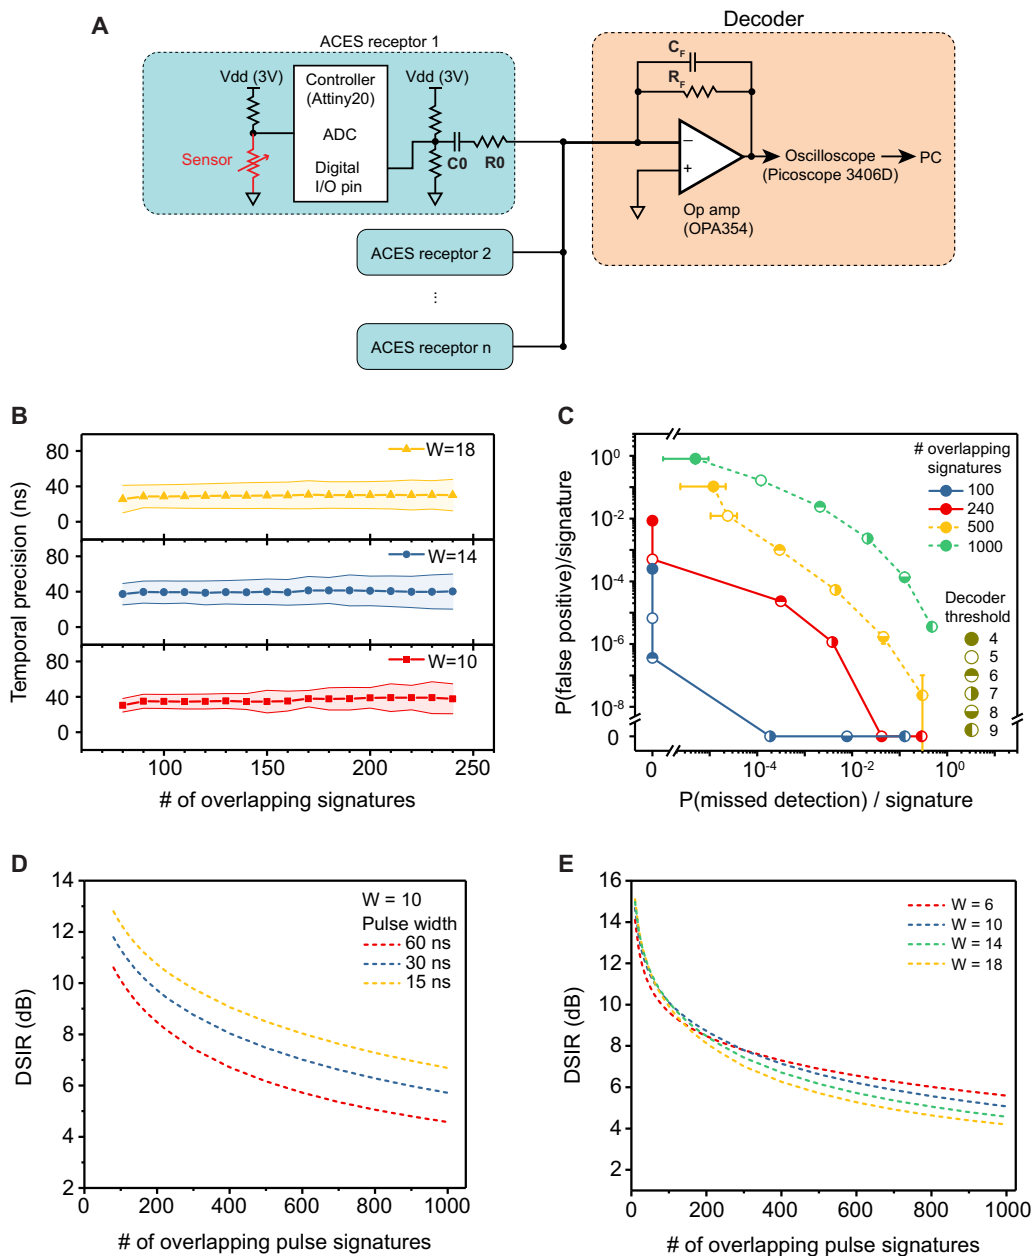 A
Decoder
ACES receptor 1
Vdd (3V)
Controller
(Attiny20)
ADC
Digital
I/O pin
Sensor
Vdd (3V)
C0
R0
C_F
R_F
−
+
Op amp
(OPA354)
Oscilloscope
(Picoscope 3406D)
PC
ACES receptor 2
...
ACES receptor n
B
Temporal precision (ns)
80
40
0
W=18
80
40
0
W=14
80
40
0
W=10
100
150
200
250
# of overlapping signatures
C
P(false positive)/signature
10^0
10^-2
10^-4
10^-6
10^-8
0
# overlapping
signatures
100
240
500
1000
Decoder
threshold
4
5
6
7
8
9
0
10^-4
10^-2
10^0
P(missed detection) / signature
D
DSIR (dB)
14
12
10
8
6
4
2
W = 10
Pulse width
60 ns
30 ns
15 ns
0
200
400
600
800
1000
# of overlapping pulse signatures
E
DSIR (dB)
16
14
12
10
8
6
4
2
W = 6
W = 10
W = 14
W = 18
0
200
400
600
800
1000
# of overlapping pulse signatures